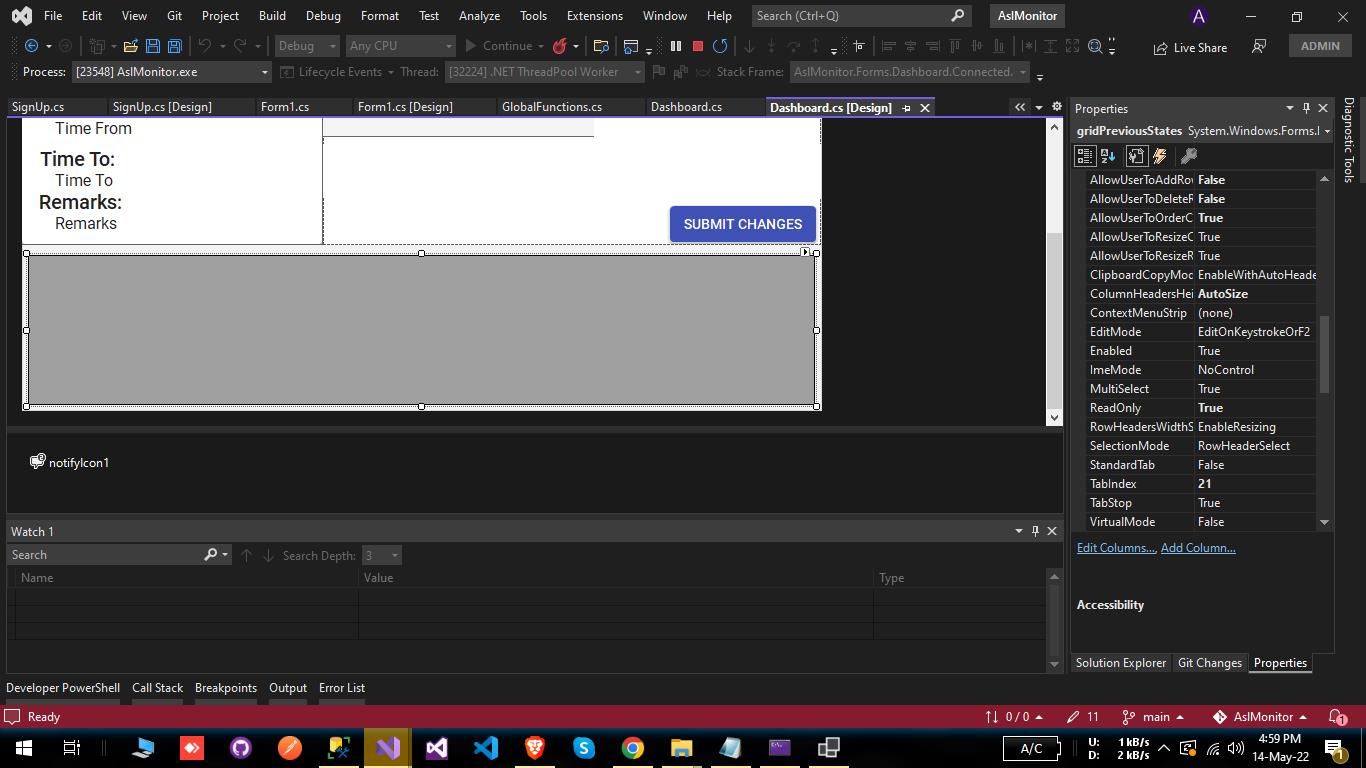 File Edit View Git Project Build Debug Format Test Analyze Tools Extensions Window Help Search (Ctrl+Q) AslMonitor A
Debug Any CPU Continue Live Share ADMIN
Process: [23548] AslMonitor.exe Lifecycle Events Thread: [32224] .NET ThreadPool Worker Stack Frame: AslMonitor.Forms.Dashboard.Connected.
SignUp.cs SignUp.cs [Design] Form1.cs Form1.cs [Design] GlobalFunctions.cs Dashboard.cs Dashboard.cs [Design]
Time From
Time To:
Time To
Remarks:
Remarks
SUBMIT CHANGES
notifyIcon1
Watch 1
Search Search Depth: 3
Name Value Type
Developer PowerShell Call Stack Breakpoints Output Error List
Properties
gridPreviousStates System.Windows.Forms.
AllowUserToAddRo False
AllowUserToDeleteR False
AllowUserToOrderC True
AllowUserToResizeC True
AllowUserToResizeR True
ClipboardCopyMod EnableWithAutoHeade
ColumnHeadersHei AutoSize
ContextMenuStrip (none)
EditMode EditOnKeystrokeOrF2
Enabled True
ImeMode NoControl
MultiSelect True
ReadOnly True
RowHeadersWidthS EnableResizing
SelectionMode RowHeaderSelect
StandardTab False
TabIndex 21
TabStop True
VirtualMode False
Edit Columns..., Add Column...
Accessibility
Solution Explorer Git Changes Properties
Diagnostic Tools
Ready 0 / 0 11 main AslMonitor 1
A/C U: 1 kB/s 4:59 PM
D: 2 kB/s 14-May-22 1